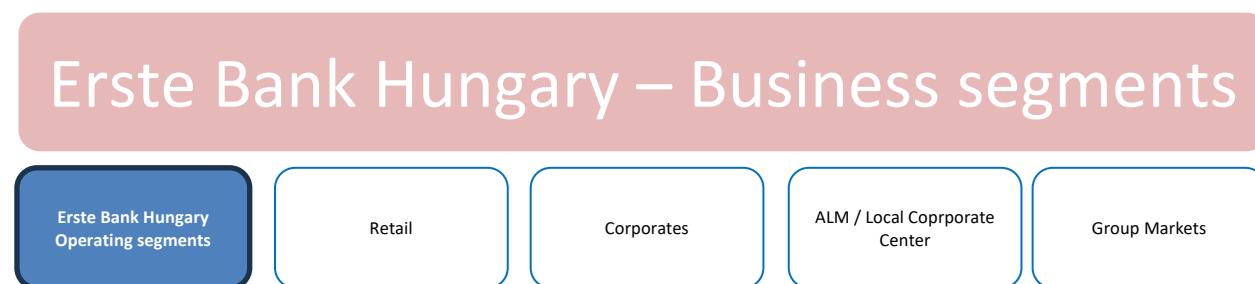 Erste Bank Hungary – Business segments
Erste Bank Hungary
Operating segments
Retail
Corporates
ALM / Local Coprporate
Center
Group Markets